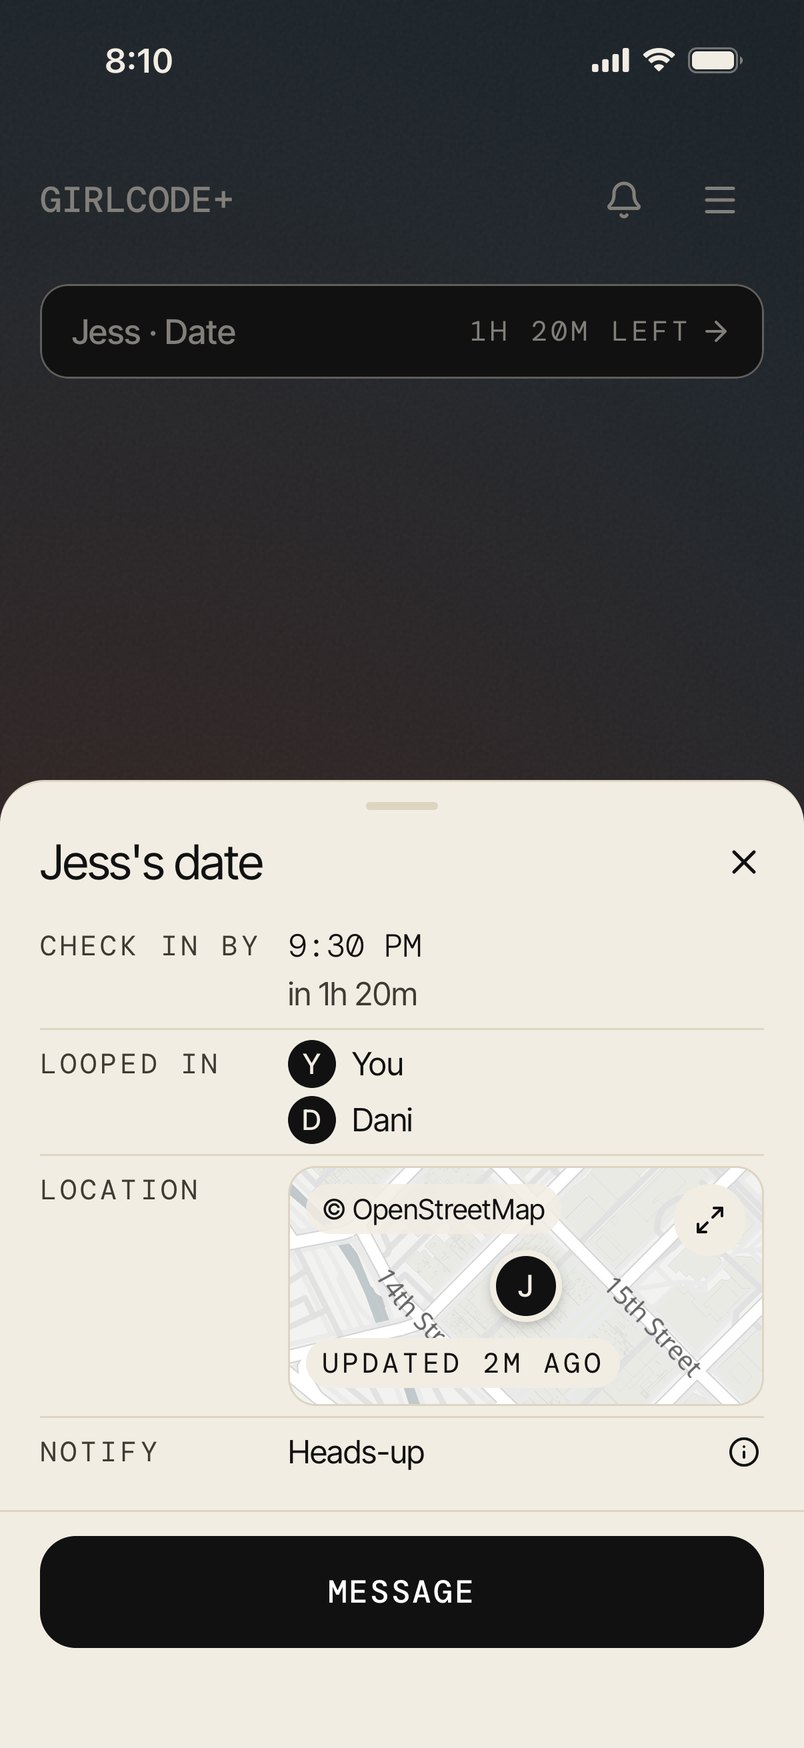 8:10
GIRLCODE+
Jess · Date 1H 20M LEFT →
Jess's date
CHECK IN BY 9:30 PM
in 1h 20m
LOOPED IN Y You
D Dani
LOCATION
© OpenStreetMap
J
14th Str
15th Street
UPDATED 2M AGO
NOTIFY Heads-up
MESSAGE